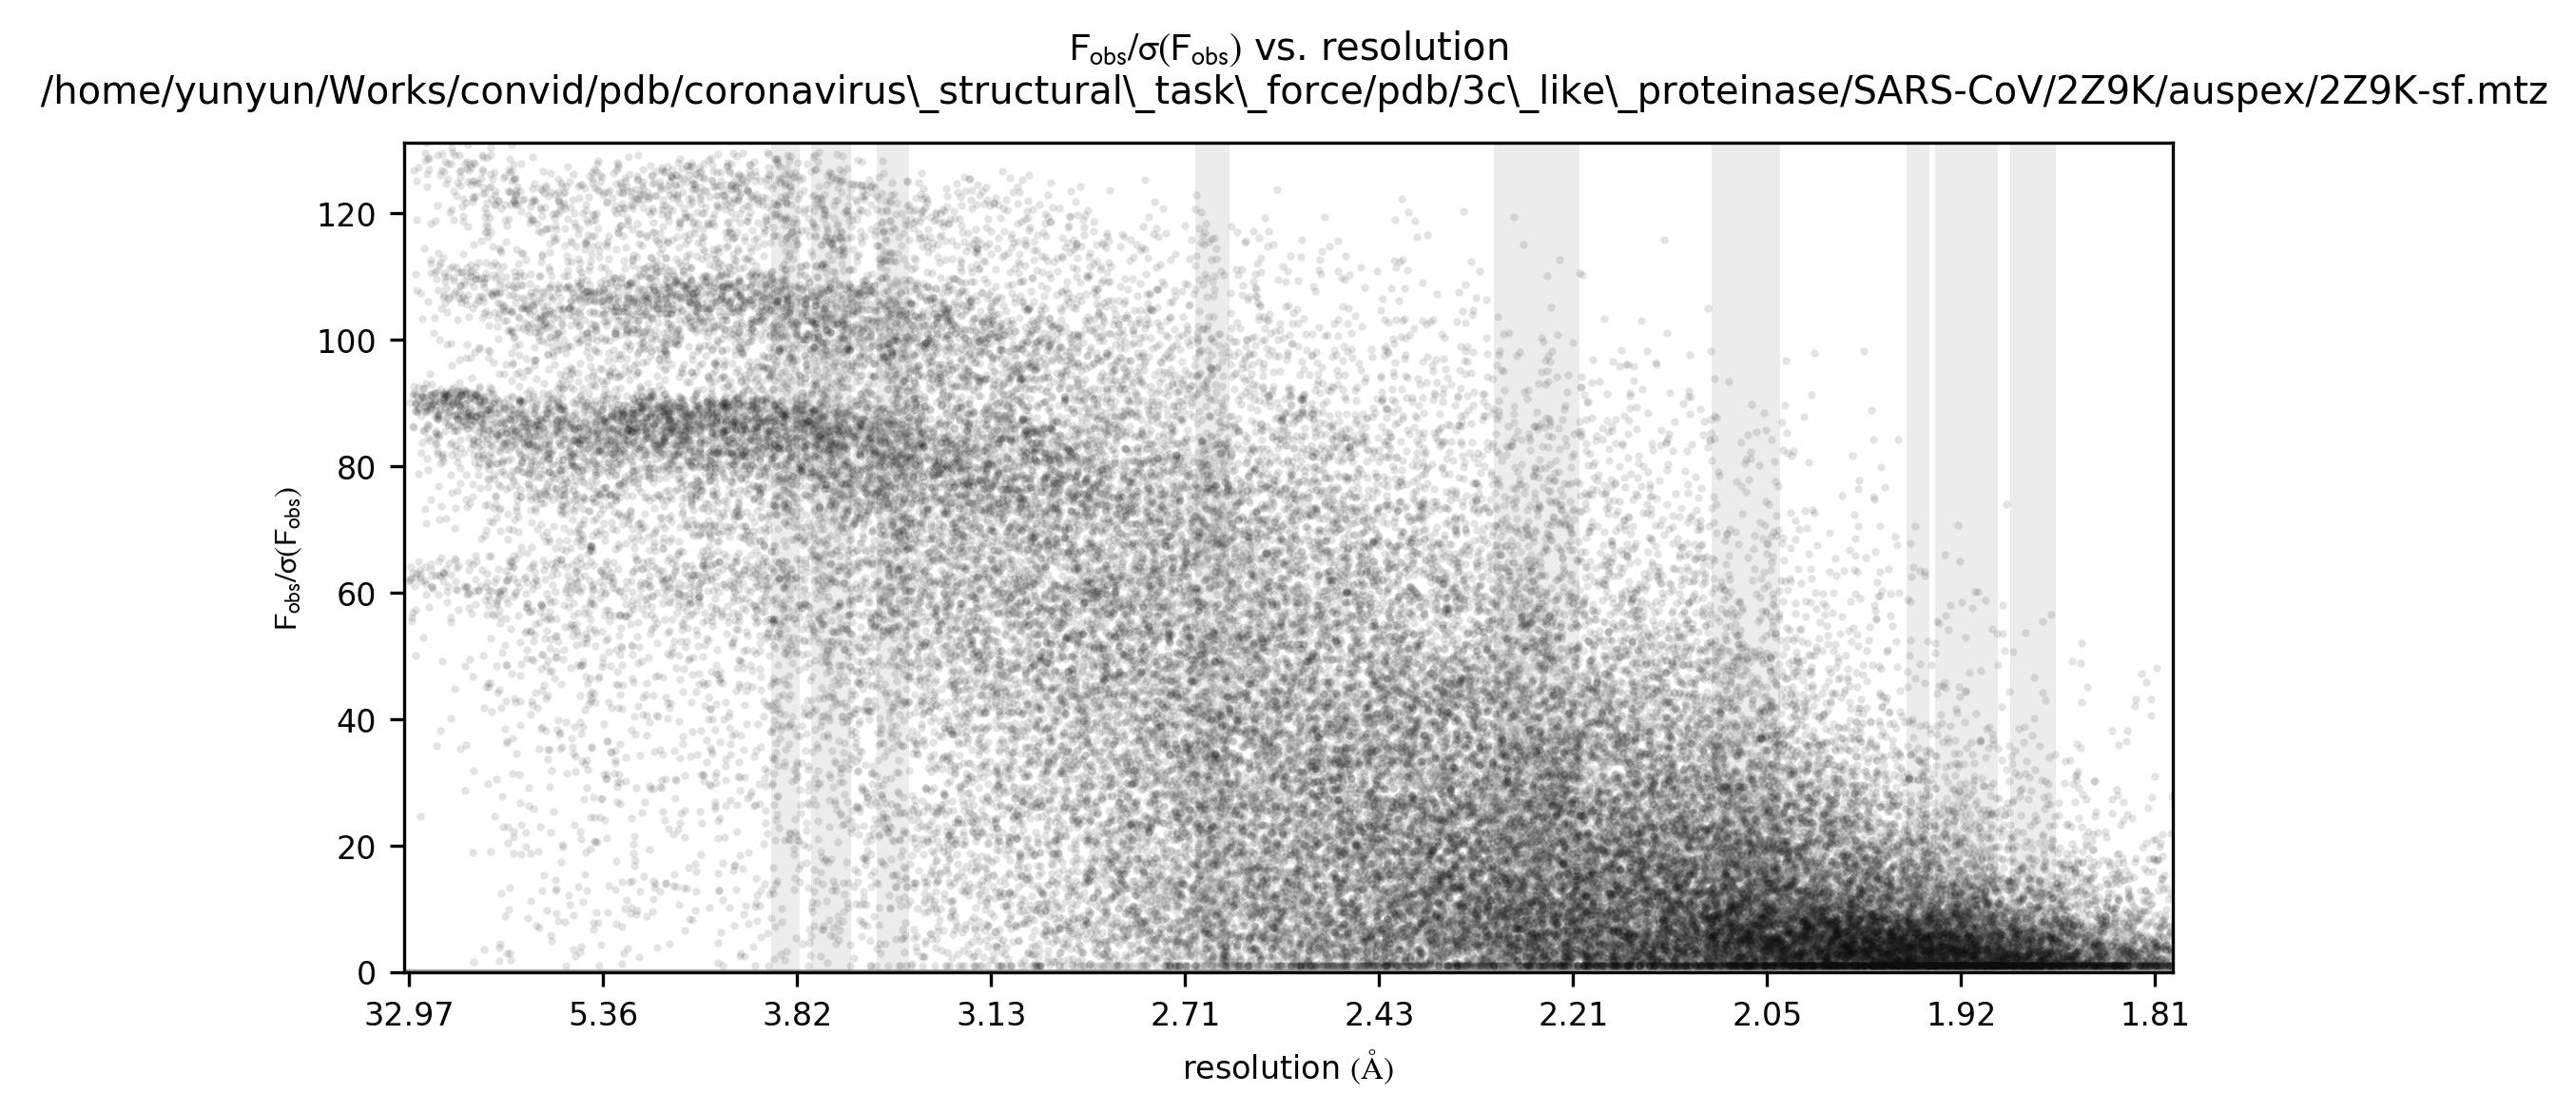 Fobs/σ(Fobs) vs. resolution
/home/yunyun/Works/convid/pdb/coronavirus\_structural\_task\_force/pdb/3c\_like\_proteinase/SARS-CoV/2Z9K/auspex/2Z9K-sf.mtz
Fobs/σ(Fobs)
120
100
80
60
40
20
0
32.97 5.36 3.82 3.13 2.71 2.43 2.21 2.05 1.92 1.81
resolution (Å)